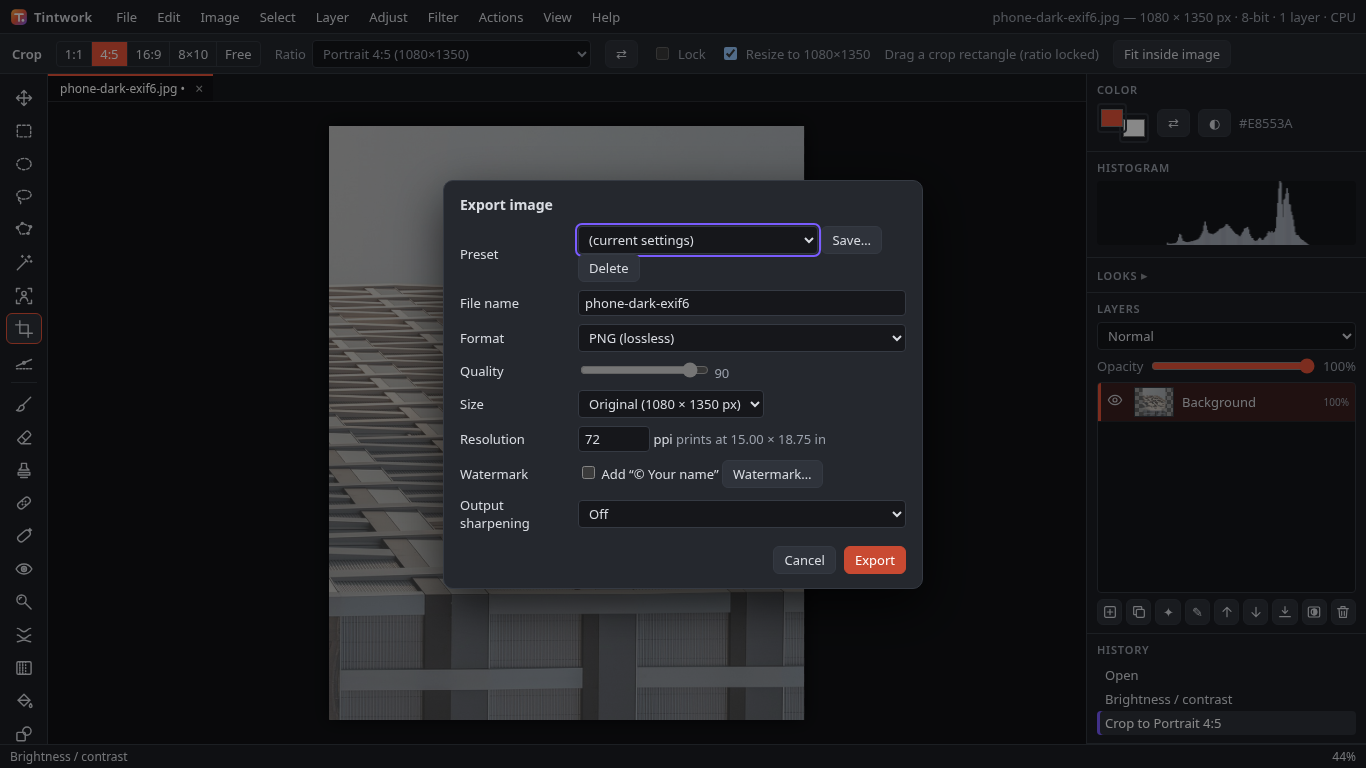 Tintwork File Edit Image Select Layer Adjust Filter Actions View Help phone-dark-exif6.jpg — 1080 × 1350 px · 8-bit · 1 layer · CPU
Crop 1:1 4:5 16:9 8×10 Free Ratio Portrait 4:5 (1080×1350) ⇄ Lock Resize to 1080×1350 Drag a crop rectangle (ratio locked) Fit inside image
phone-dark-exif6.jpg • ×
COLOR
#E8553A
HISTOGRAM
LOOKS ▸
LAYERS
Normal
Opacity 100%
Background 100%
HISTORY
Open
Brightness / contrast
Crop to Portrait 4:5
Export image
Preset (current settings) Save…
Delete
File name phone-dark-exif6
Format PNG (lossless)
Quality 90
Size Original (1080 × 1350 px)
Resolution 72 ppi prints at 15.00 × 18.75 in
Watermark Add “© Your name” Watermark…
Output sharpening Off
Cancel Export
Brightness / contrast 44%